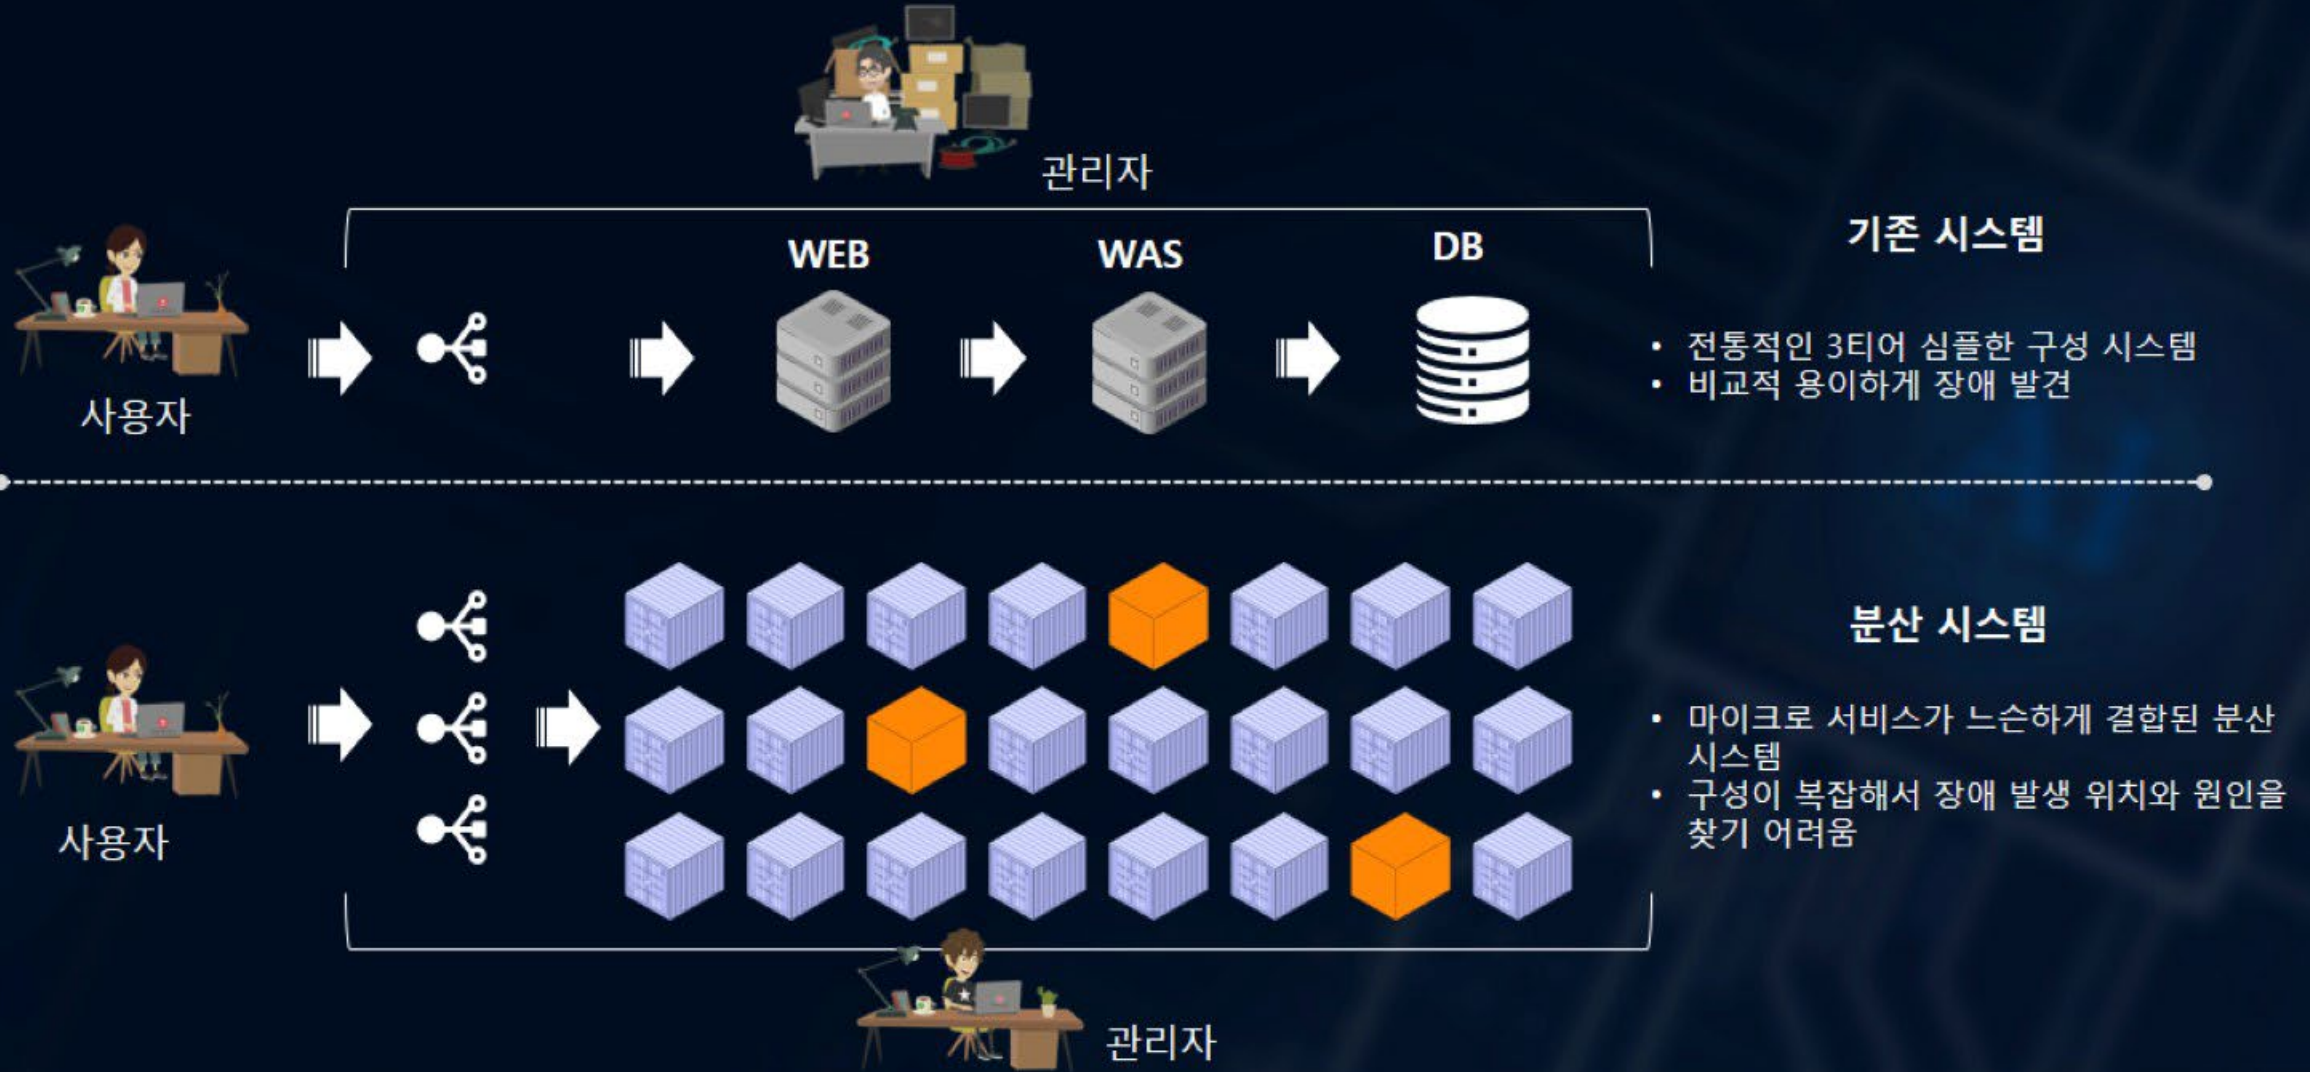 관리자
WEB
WAS
DB
사용자
기존 시스템
• 전통적인 3티어 심플한 구성 시스템
• 비교적 용이하게 장애 발견
사용자
분산 시스템
• 마이크로 서비스가 느슨하게 결합된 분산
시스템
• 구성이 복잡해서 장애 발생 위치와 원인을
찾기 어려움
관리자